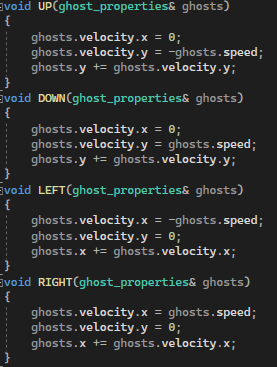 void UP(ghost_properties& ghosts)
{
ghosts.velocity.x = 0;
ghosts.velocity.y = -ghosts.speed;
ghosts.y += ghosts.velocity.y;
}
void DOWN(ghost_properties& ghosts)
{
ghosts.velocity.x = 0;
ghosts.velocity.y = ghosts.speed;
ghosts.y += ghosts.velocity.y;
}
void LEFT(ghost_properties& ghosts)
{
ghosts.velocity.x = -ghosts.speed;
ghosts.velocity.y = 0;
ghosts.x += ghosts.velocity.x;
}
void RIGHT(ghost_properties& ghosts)
{
ghosts.velocity.x = ghosts.speed;
ghosts.velocity.y = 0;
ghosts.x += ghosts.velocity.x;
}